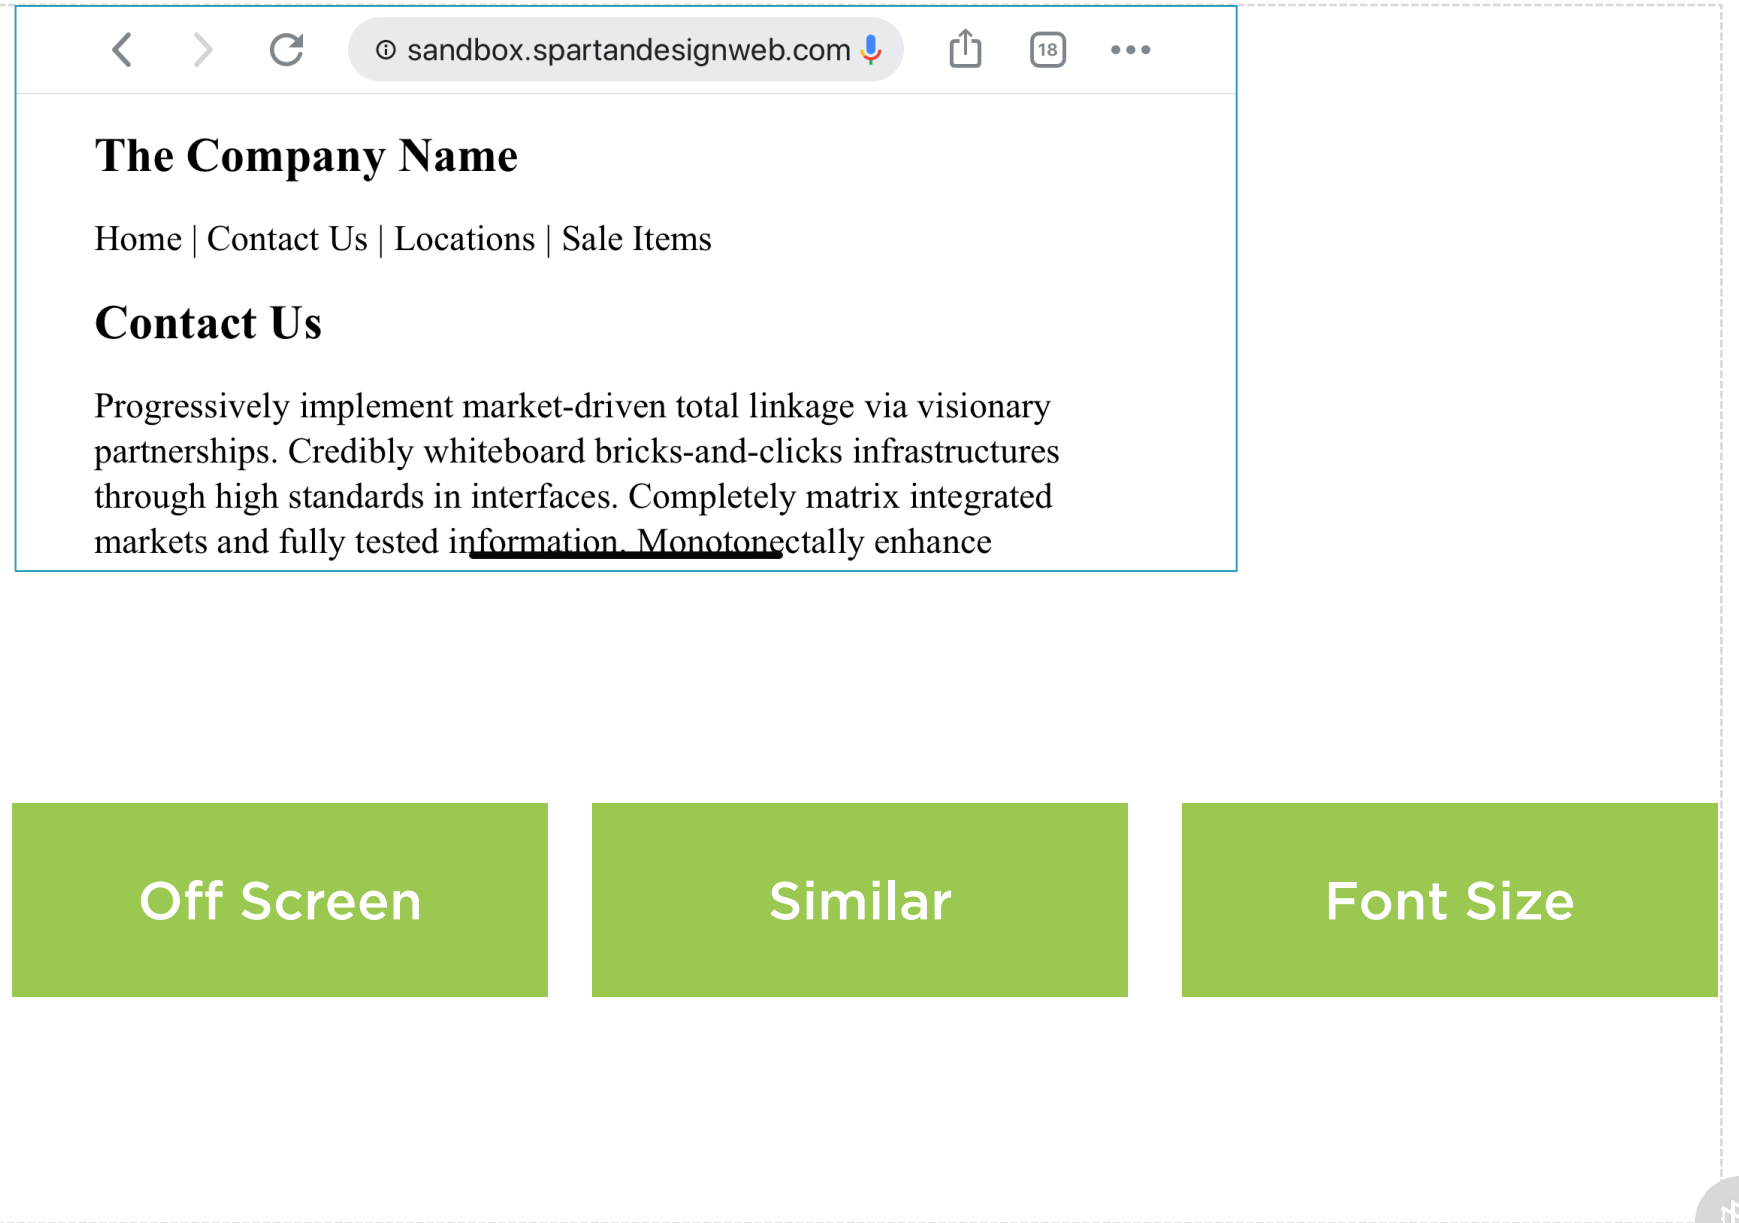 sandbox.spartandesignweb.com
18
The Company Name
Home | Contact Us | Locations | Sale Items
Contact Us
Progressively implement market-driven total linkage via visionary
partnerships. Credibly whiteboard bricks-and-clicks infrastructures
through high standards in interfaces. Completely matrix integrated
markets and fully tested information. Monotonectally enhance
Off Screen
Similar
Font Size